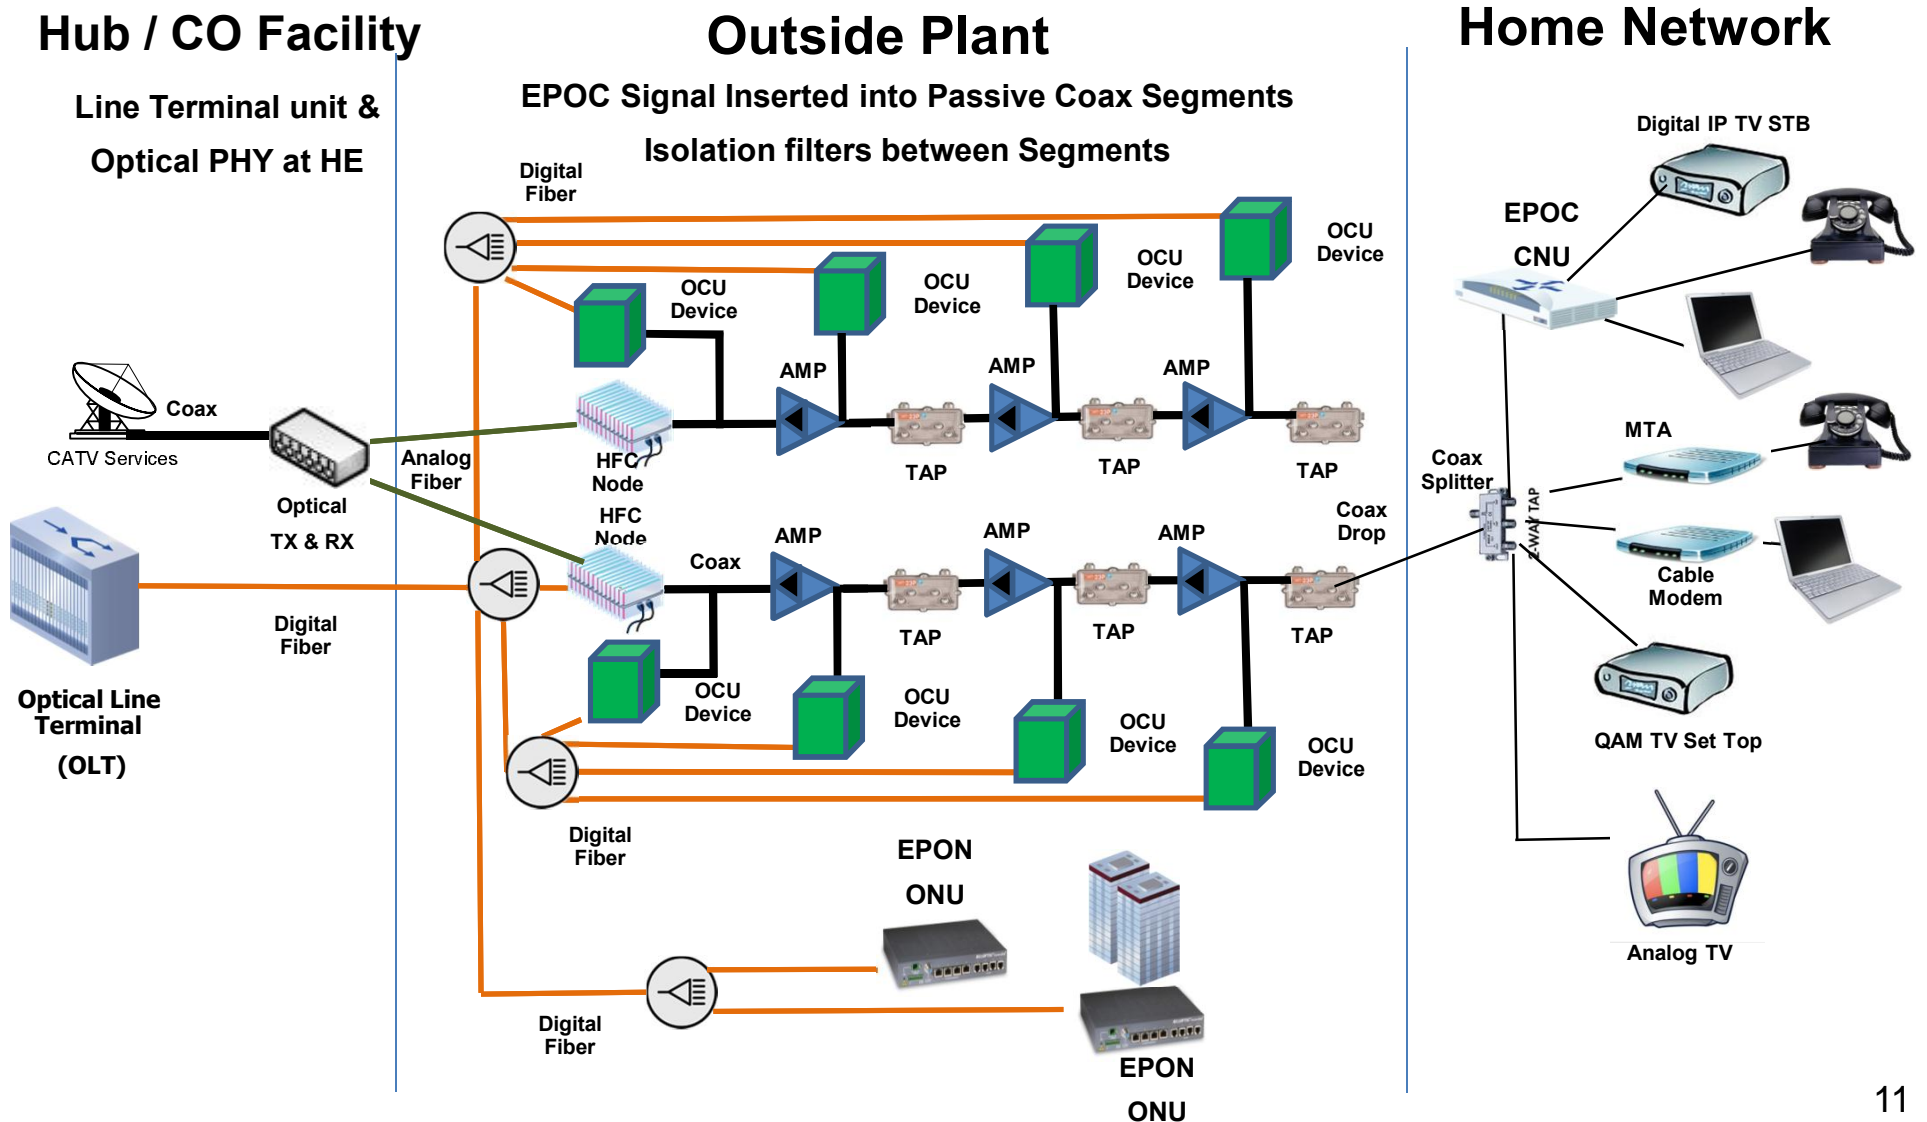 Hub / CO Facility
Outside Plant
Home Network
Line Terminal unit &
Optical PHY at HE
EPOC Signal Inserted into Passive Coax Segments
Isolation filters between Segments
Digital
Fiber
OCU
Device
OCU
Device
OCU
Device
OCU
Device
AMP
AMP
AMP
Coax
CATV Services
Optical
TX & RX
Analog
Fiber
HFC
Node
TAP
TAP
TAP
HFC
Node
Coax
AMP
AMP
AMP
TAP
TAP
TAP
Coax
Drop
Digital
Fiber
Optical Line
Terminal
(OLT)
OCU
Device
OCU
Device
OCU
Device
OCU
Device
Digital
Fiber
EPON
ONU
Digital
Fiber
EPON
ONU
Digital IP TV STB
EPOC
CNU
MTA
Coax
Splitter
2-WAY TAP
Cable
Modem
QAM TV Set Top
Analog TV
11